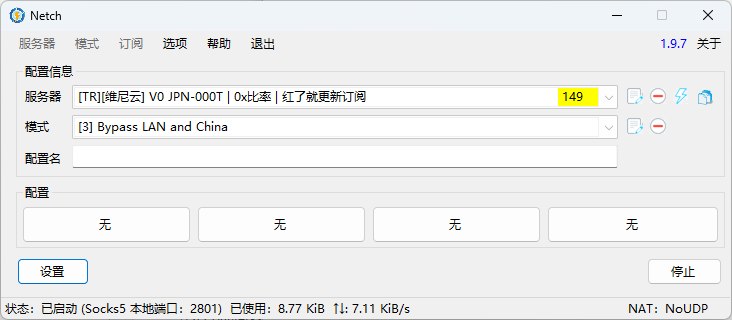 Netch
服务器 模式 订阅 选项 帮助 退出 1.9.7 关于
配置信息
服务器 [TR][维尼云] V0 JPN-000T | 0x比率 | 红了就更新订阅 149
模式 [3] Bypass LAN and China
配置名
配置
无 无 无 无
设置 停止
状态：已启动 (Socks5 本地端口：2801) 已使用：8.77 KiB ↑↓: 7.11 KiB/s NAT：NoUDP